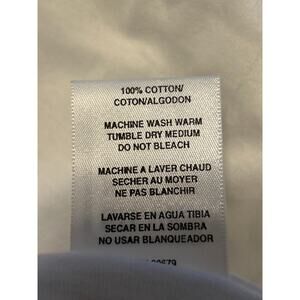 100% COTTON/
COTON/ALGODON
MACHINE WASH WARM
TUMBLE DRY MEDIUM
DO NOT BLEACH
MACHINE A LAVER CHAUD
SECHER AU MOYER
NE PAS BLANCHIR
LAVARSE EN AGUA TIBIA
SECAR EN LA SOMBRA
NO USAR BLANQUEADOR